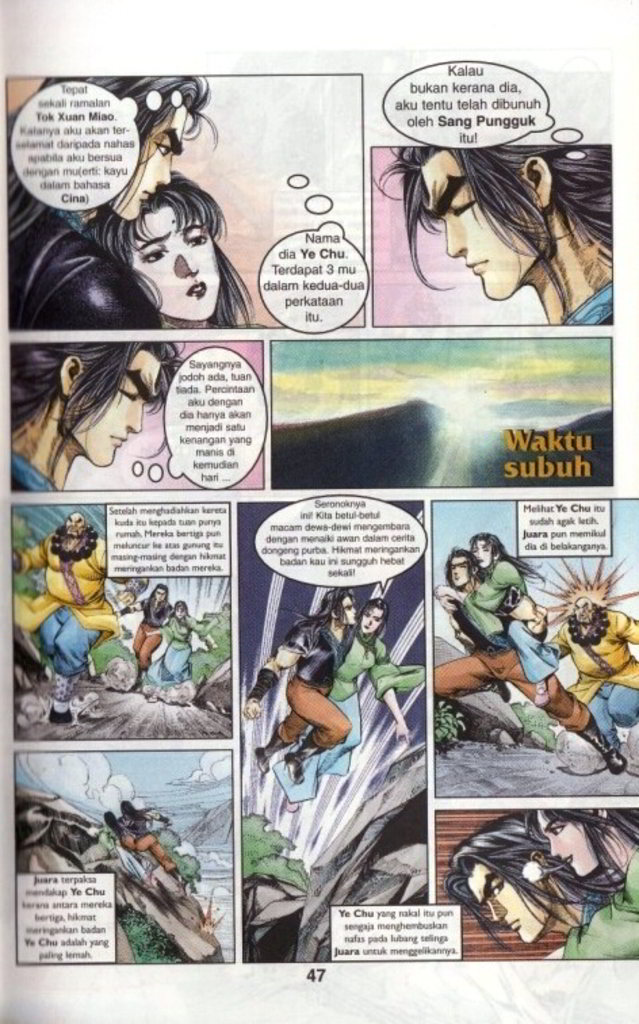 Tepat
sekali ramalan
Tok Xuan Miao.
Katanya aku akan ter-
selamat daripada nahas
apabila aku bersua
dengan mu(erti: kayu
dalam bahasa
Cina)
Kalau
bukan kerana dia,
aku tentu telah dibunuh
oleh Sang Pungguk
itu!
Nama
dia Ye Chu.
Terdapat 3 mu
dalam kedua-dua
perkataan
itu.
Sayangnya
jodoh ada, tuan
tiada. Percintaan
aku dengan
dia hanya akan
menjadi satu
kenangan yang
manis di
kemudian
hari ...
Waktu
subuh
Setelah menghadiahkan kereta
kuda itu kepada tuan punya
rumah. Mereka bertiga pun
meluncur ke atas gunung itu
masing-masing dengan hikmat
meringankan badan mereka.
Seronoknya
ini! Kita betul-betul
macam dewa-dewi mengembara
dengan menaiki awan dalam cerita
dongeng purba. Hikmat meringankan
badan kau ini sungguh hebat
sekali!
Melihat Ye Chu itu
sudah agak letih.
Juara pun memikul
dia di belakanganya.
Juara terpaksa
mendakap Ye Chu
kerana antara mereka
bertiga, hikmat
meringankan badan
Ye Chu adalah yang
paling lemah.
Ye Chu yang nakal itu pun
sengaja menghembuskan
nafas pada lubang telinga
Juara untuk menggelikannya.
47